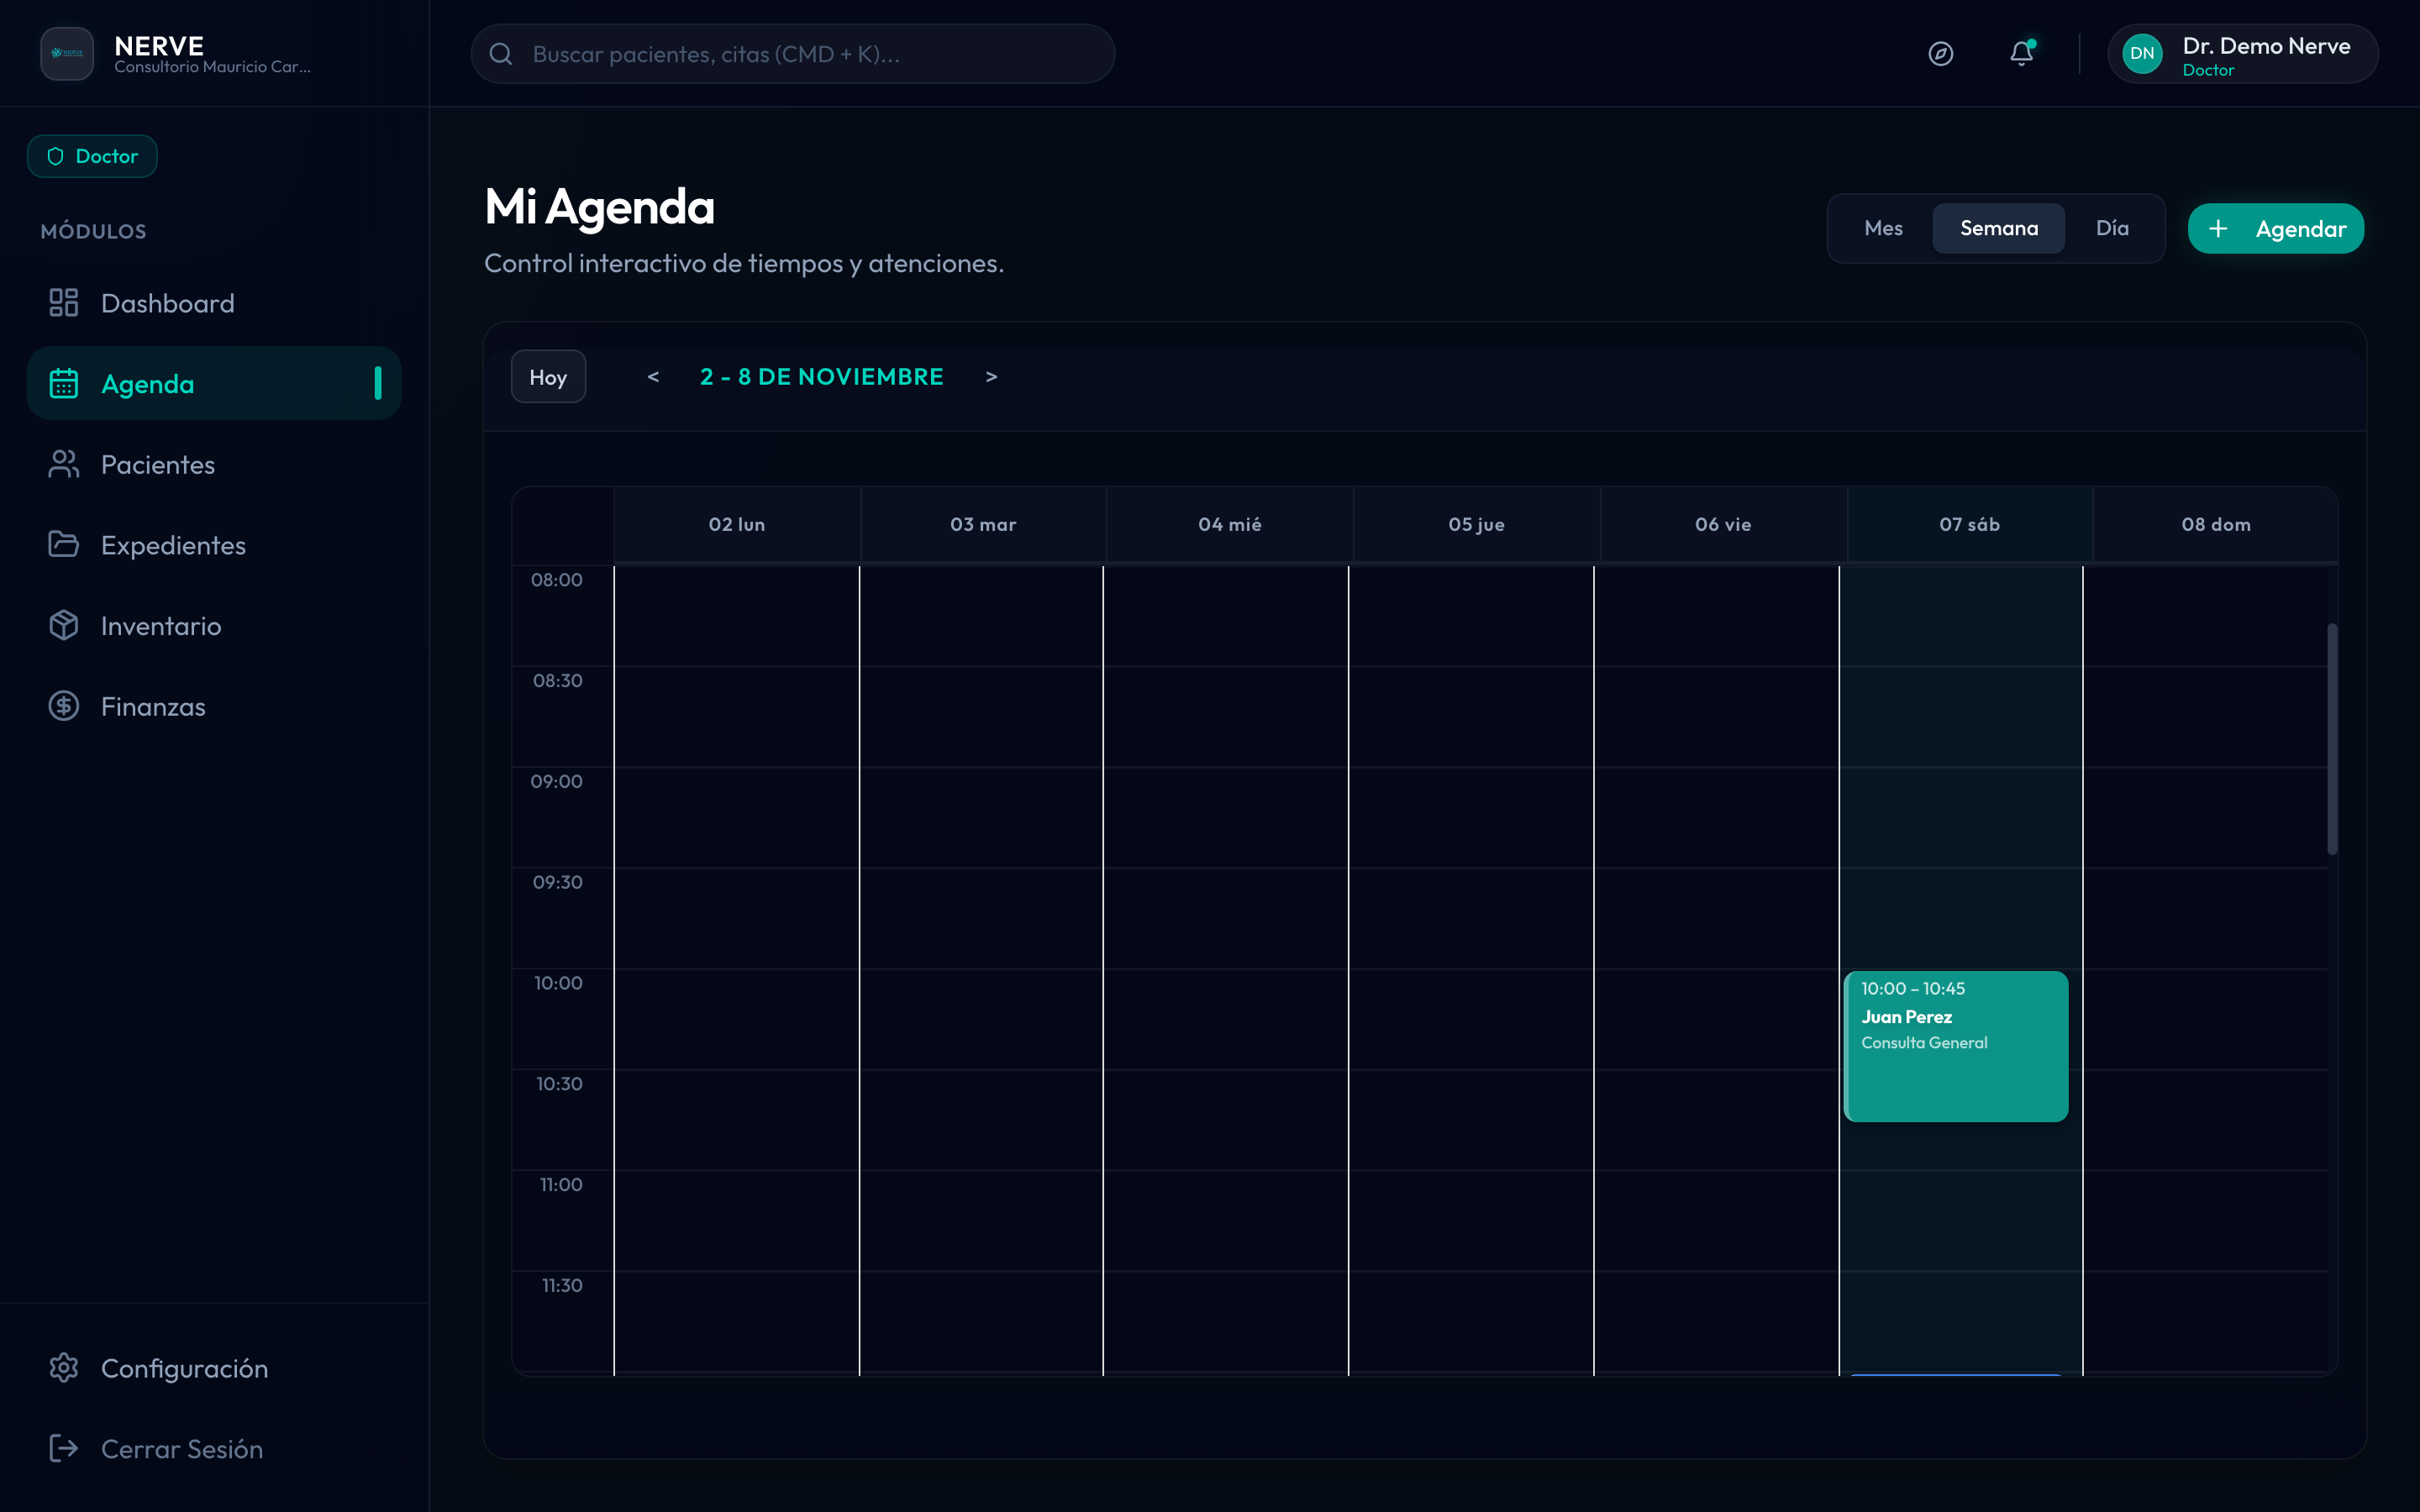 NERVE
Consultorio Mauricio Car...
Buscar pacientes, citas (CMD + K)...
DN
Dr. Demo Nerve
Doctor
Doctor
MÓDULOS
Dashboard
Agenda
Pacientes
Expedientes
Inventario
Finanzas
Configuración
Cerrar Sesión
Mi Agenda
Control interactivo de tiempos y atenciones.
Mes Semana Día
+ Agendar
Hoy < 2 - 8 DE NOVIEMBRE >
02 lun 03 mar 04 mié 05 jue 06 vie 07 sáb 08 dom
08:00
08:30
09:00
09:30
10:00
10:30
11:00
11:30
10:00 – 10:45
Juan Perez
Consulta General